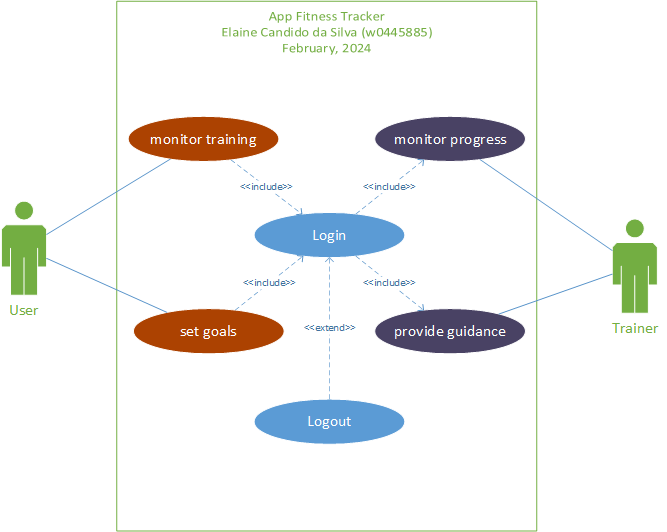 App Fitness Tracker
Elaine Candido da Silva (w0445885)
February, 2024
monitor training
monitor progress
<<include>>
<<include>>
Login
User
<<include>>
<<include>>
Trainer
set goals
<<extend>>
provide guidance
Logout